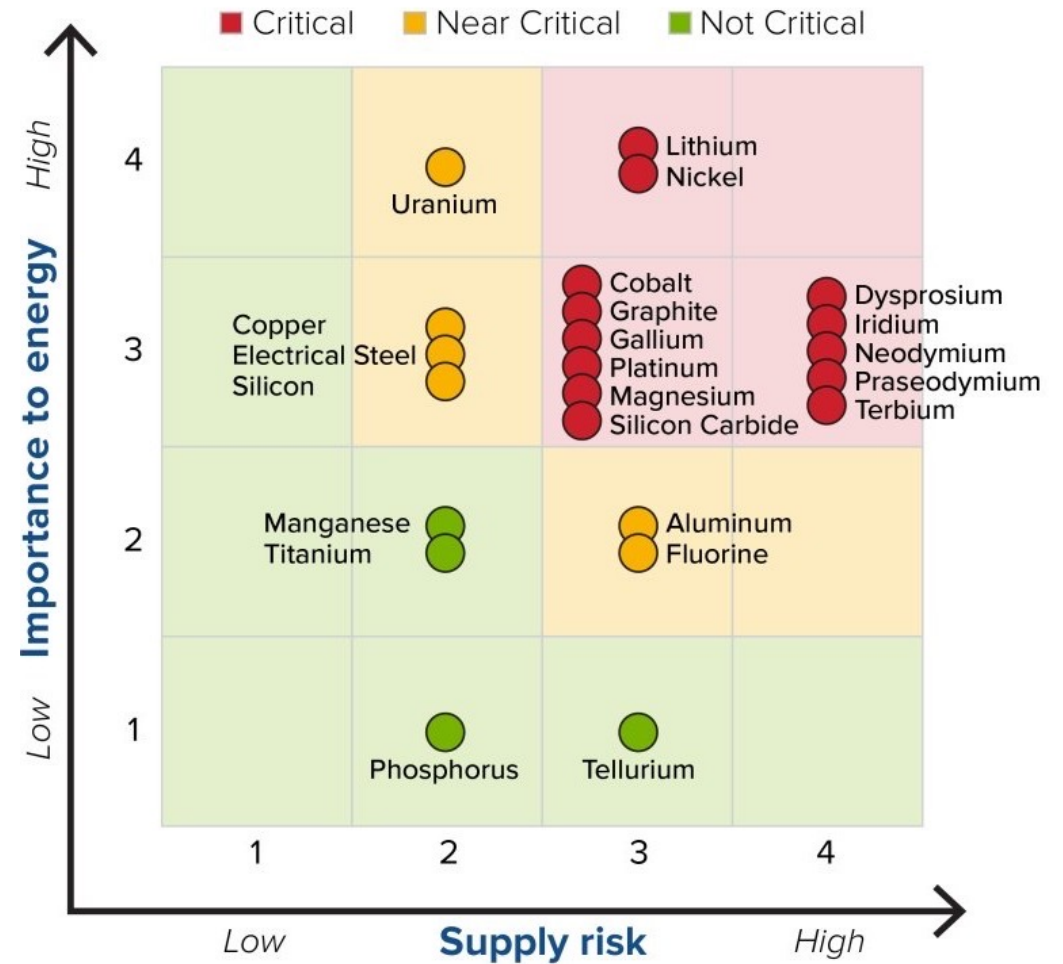 Critical Near Critical Not Critical
High
4
Uranium
Lithium
Nickel
Importance to energy
3
Copper
Electrical Steel
Silicon
Cobalt
Graphite
Gallium
Platinum
Magnesium
Silicon Carbide
Dysprosium
Iridium
Neodymium
Praseodymium
Terbium
2
Manganese
Titanium
Aluminum
Fluorine
Low
1
Phosphorus
Tellurium
1 2 3 4
Low Supply risk High